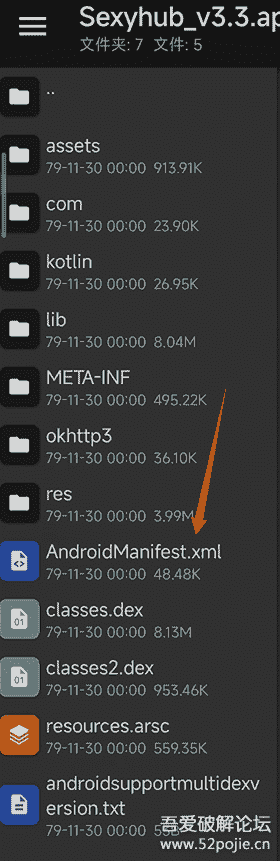 Sexyhub_v3.3.ap
文件夹: 7 文件: 5
..
assets
79-11-30 00:00 913.91K
com
79-11-30 00:00 23.90K
kotlin
79-11-30 00:00 26.95K
lib
79-11-30 00:00 8.04M
META-INF
79-11-30 00:00 495.22K
okhttp3
79-11-30 00:00 36.10K
res
79-11-30 00:00 3.99M
AndroidManifest.xml
79-11-30 00:00 48.48K
classes.dex
79-11-30 00:00 8.13M
classes2.dex
79-11-30 00:00 953.46K
resources.arsc
79-11-30 00:00 559.35K
androidsupportmultidexv
ersion.txt
79-11-30 00:00
吾爱破解论坛
www.52pojie.cn